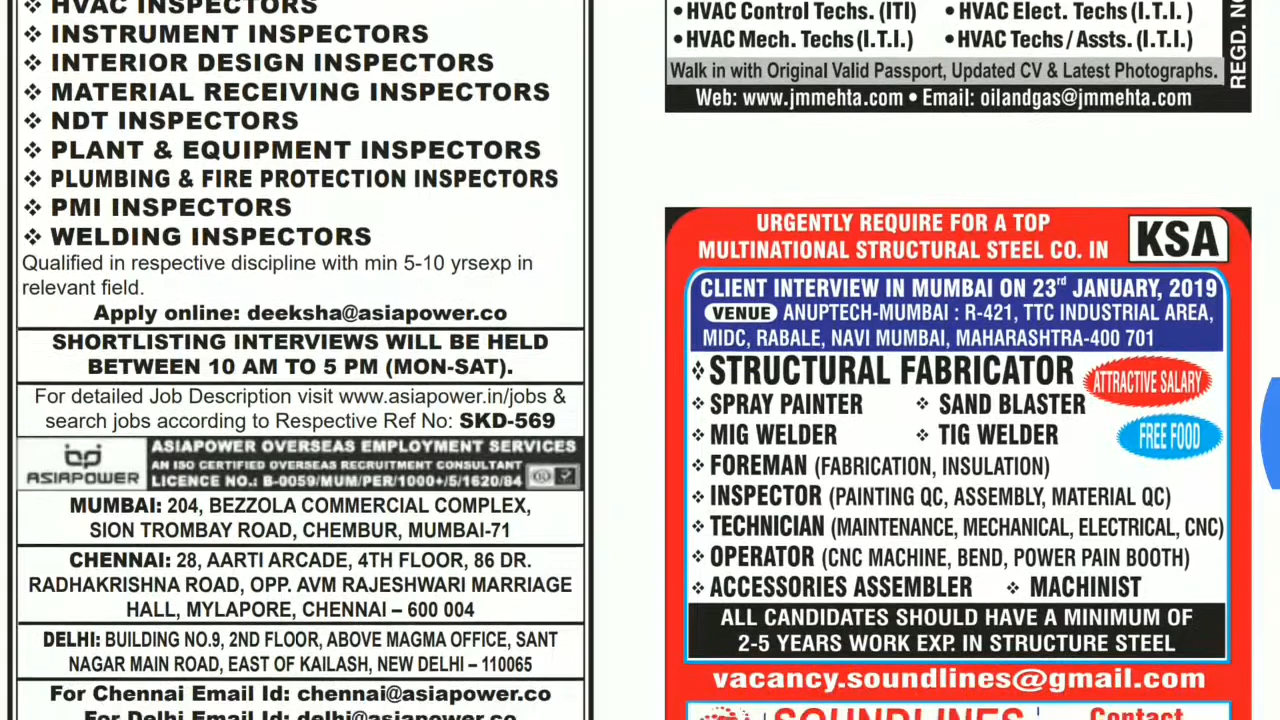 ❖ HVAC INSPECTORS
❖ INSTRUMENT INSPECTORS
❖ INTERIOR DESIGN INSPECTORS
❖ MATERIAL RECEIVING INSPECTORS
❖ NDT INSPECTORS
❖ PLANT & EQUIPMENT INSPECTORS
❖ PLUMBING & FIRE PROTECTION INSPECTORS
❖ PMI INSPECTORS
❖ WELDING INSPECTORS
Qualified in respective discipline with min 5-10 yrsexp in
relevant field.
Apply online: deeksha@asiapower.co
SHORTLISTING INTERVIEWS WILL BE HELD
BETWEEN 10 AM TO 5 PM (MON-SAT).
For detailed Job Description visit www.asiapower.in/jobs &
search jobs according to Respective Ref No: SKD-569
ASIAPOWER
ASIAPOWER OVERSEAS EMPLOYMENT SERVICES
AN ISO CERTIFIED OVERSEAS RECRUITMENT CONSULTANT
LICENCE NO.: B-0059/MUM/PER/1000+/5/1620/84
MUMBAI: 204, BEZZOLA COMMERCIAL COMPLEX,
SION TROMBAY ROAD, CHEMBUR, MUMBAI-71
CHENNAI: 28, AARTI ARCADE, 4TH FLOOR, 86 DR.
RADHAKRISHNA ROAD, OPP. AVM RAJESHWARI MARRIAGE
HALL, MYLAPORE, CHENNAI – 600 004
DELHI: BUILDING NO.9, 2ND FLOOR, ABOVE MAGMA OFFICE, SANT
NAGAR MAIN ROAD, EAST OF KAILASH, NEW DELHI – 110065
For Chennai Email Id: chennai@asiapower.co
For Delhi Email Id: delhi@asiapower.co
• HVAC Control Techs. (ITI) • HVAC Elect. Techs (I.T.I. )
• HVAC Mech. Techs (I.T.I.) • HVAC Techs / Assts. (I.T.I.)
Walk in with Original Valid Passport, Updated CV & Latest Photographs.
Web: www.jmmehta.com • Email: oilandgas@jmmehta.com
REGD. NO
URGENTLY REQUIRE FOR A TOP
MULTINATIONAL STRUCTURAL STEEL CO. IN
KSA
CLIENT INTERVIEW IN MUMBAI ON 23rd JANUARY, 2019
VENUE ANUPTECH-MUMBAI : R-421, TTC INDUSTRIAL AREA,
MIDC, RABALE, NAVI MUMBAI, MAHARASHTRA-400 701
❖ STRUCTURAL FABRICATOR
ATTRACTIVE SALARY
❖ SPRAY PAINTER ❖ SAND BLASTER
❖ MIG WELDER ❖ TIG WELDER
FREE FOOD
❖ FOREMAN (FABRICATION, INSULATION)
❖ INSPECTOR (PAINTING QC, ASSEMBLY, MATERIAL QC)
❖ TECHNICIAN (MAINTENANCE, MECHANICAL, ELECTRICAL, CNC)
❖ OPERATOR (CNC MACHINE, BEND, POWER PAIN BOOTH)
❖ ACCESSORIES ASSEMBLER ❖ MACHINIST
ALL CANDIDATES SHOULD HAVE A MINIMUM OF
2-5 YEARS WORK EXP. IN STRUCTURE STEEL
vacancy.soundlines@gmail.com
SOUNDLINES
Contact